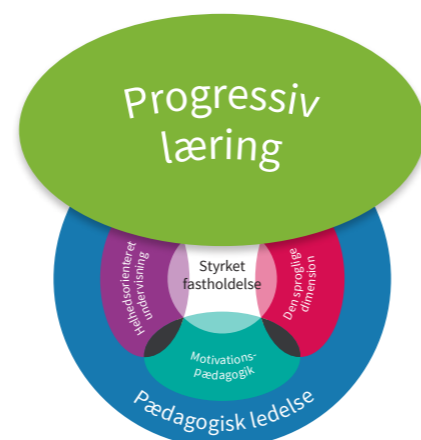 Progressiv
læring
Styrket
fastholdelse
Helhedsorienteret
undervisning
Den sproglige
dimension
Motivations-
pædagogik
Pædagogisk ledelse